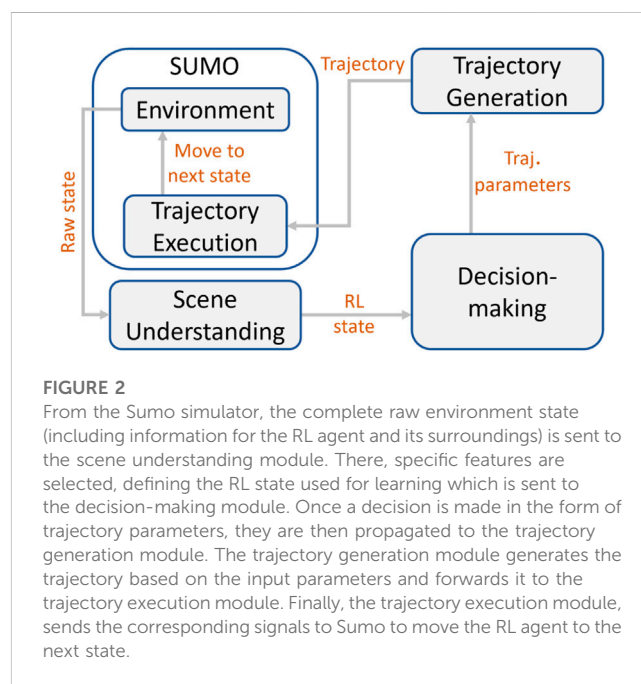 SUMO
Environment
Move to
next state
Trajectory
Execution
Raw state
Scene
Understanding
RL
state
Decision-
making
Traj.
parameters
Trajectory
Generation
Trajectory
FIGURE 2
From the Sumo simulator, the complete raw environment state
(including information for the RL agent and its surroundings) is sent to
the scene understanding module. There, specific features are
selected, defining the RL state used for learning which is sent to
the decision-making module. Once a decision is made in the form of
trajectory parameters, they are then propagated to the trajectory
generation module. The trajectory generation module generates the
trajectory based on the input parameters and forwards it to the
trajectory execution module. Finally, the trajectory execution module,
sends the corresponding signals to Sumo to move the RL agent to the
next state.